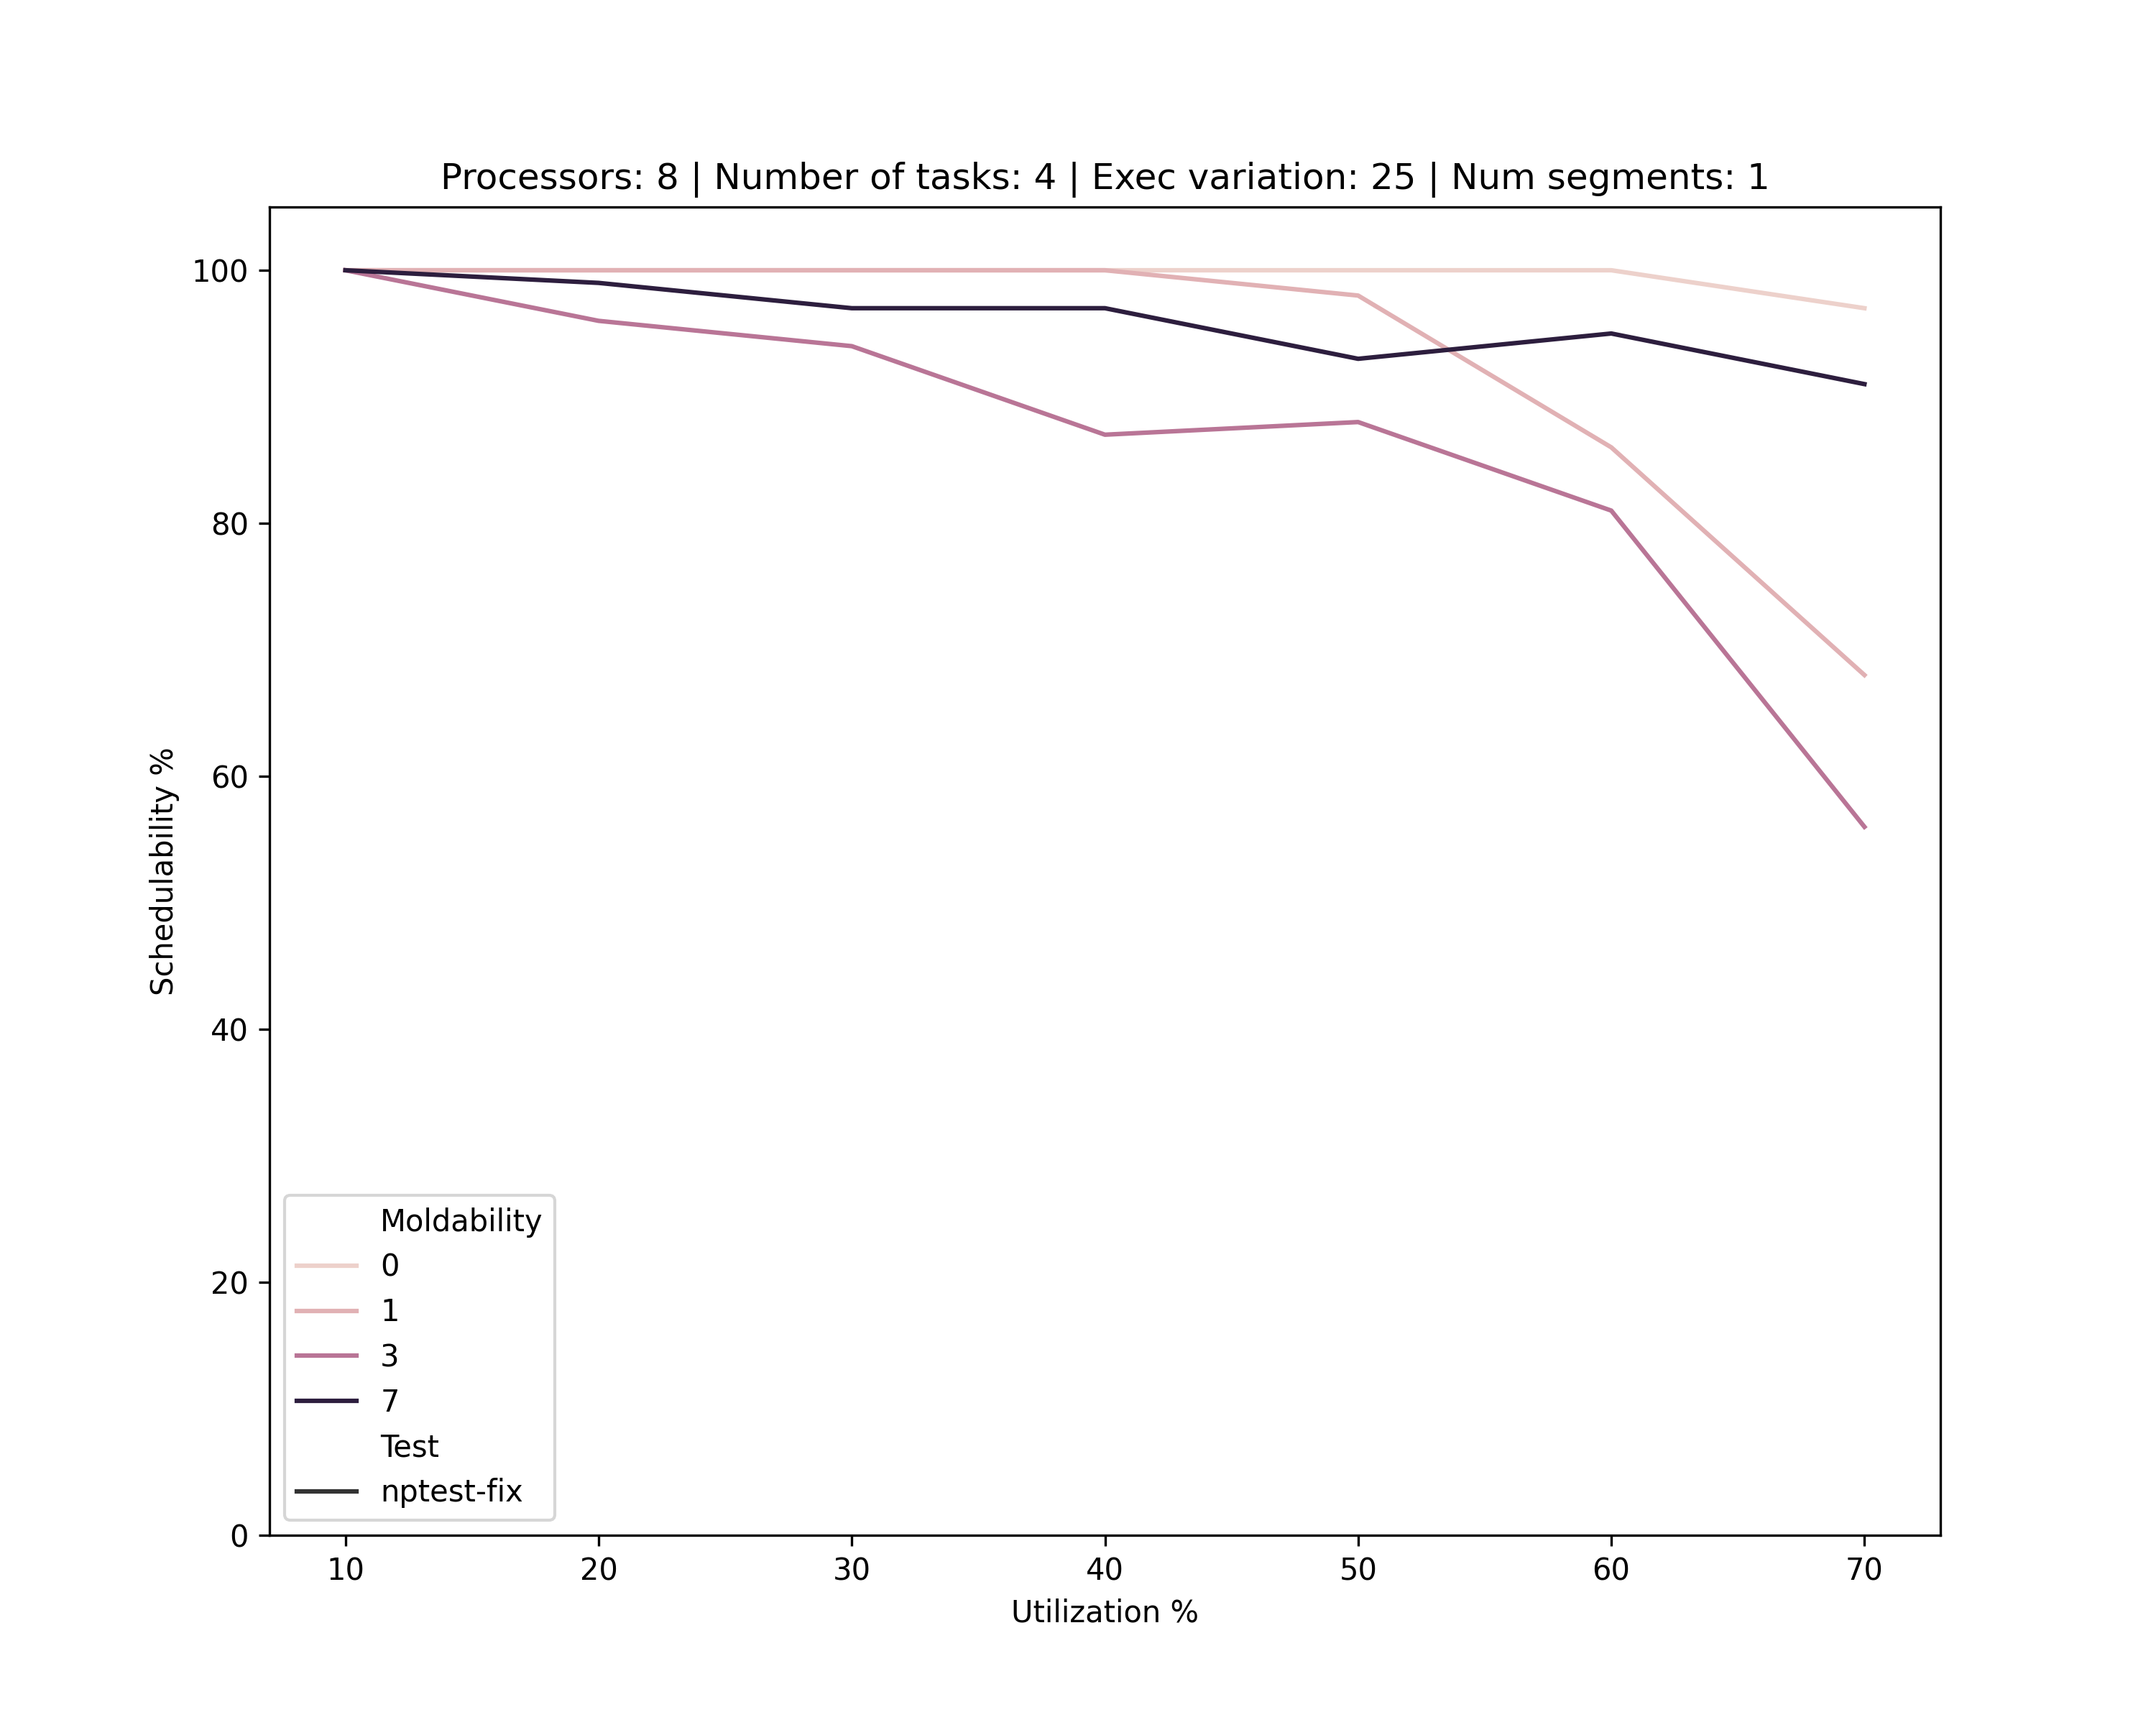 Processors: 8 | Number of tasks: 4 | Exec variation: 25 | Num segments: 1
Schedulability %
100
80
60
40
20
0
Moldability
0
1
3
7
Test
nptest-fix
10 20 30 40 50 60 70
Utilization %